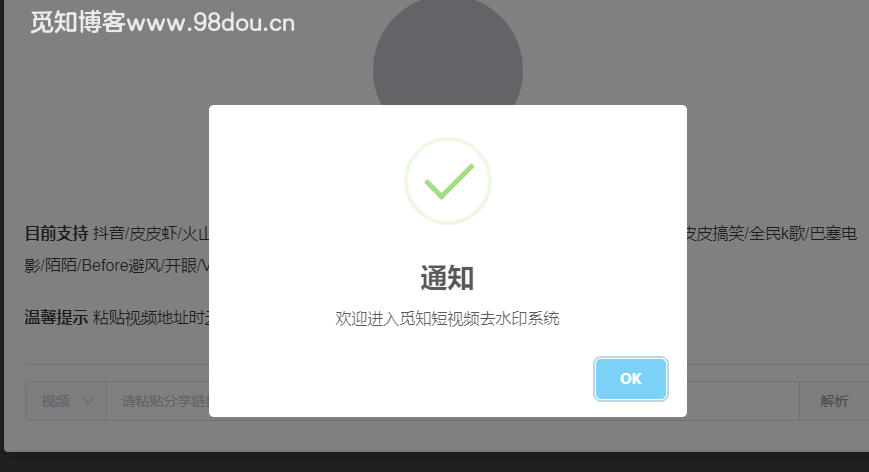 觅知博客www.98dou.cn
目前支持 抖音/皮皮虾/火山
皮皮搞笑/全民k歌/巴塞电
影/陌陌/Before避风/开眼/V
温馨提示 粘贴视频地址时
通知
欢迎进入觅知短视频去水印系统
OK
视频
请粘贴分享链接
解析